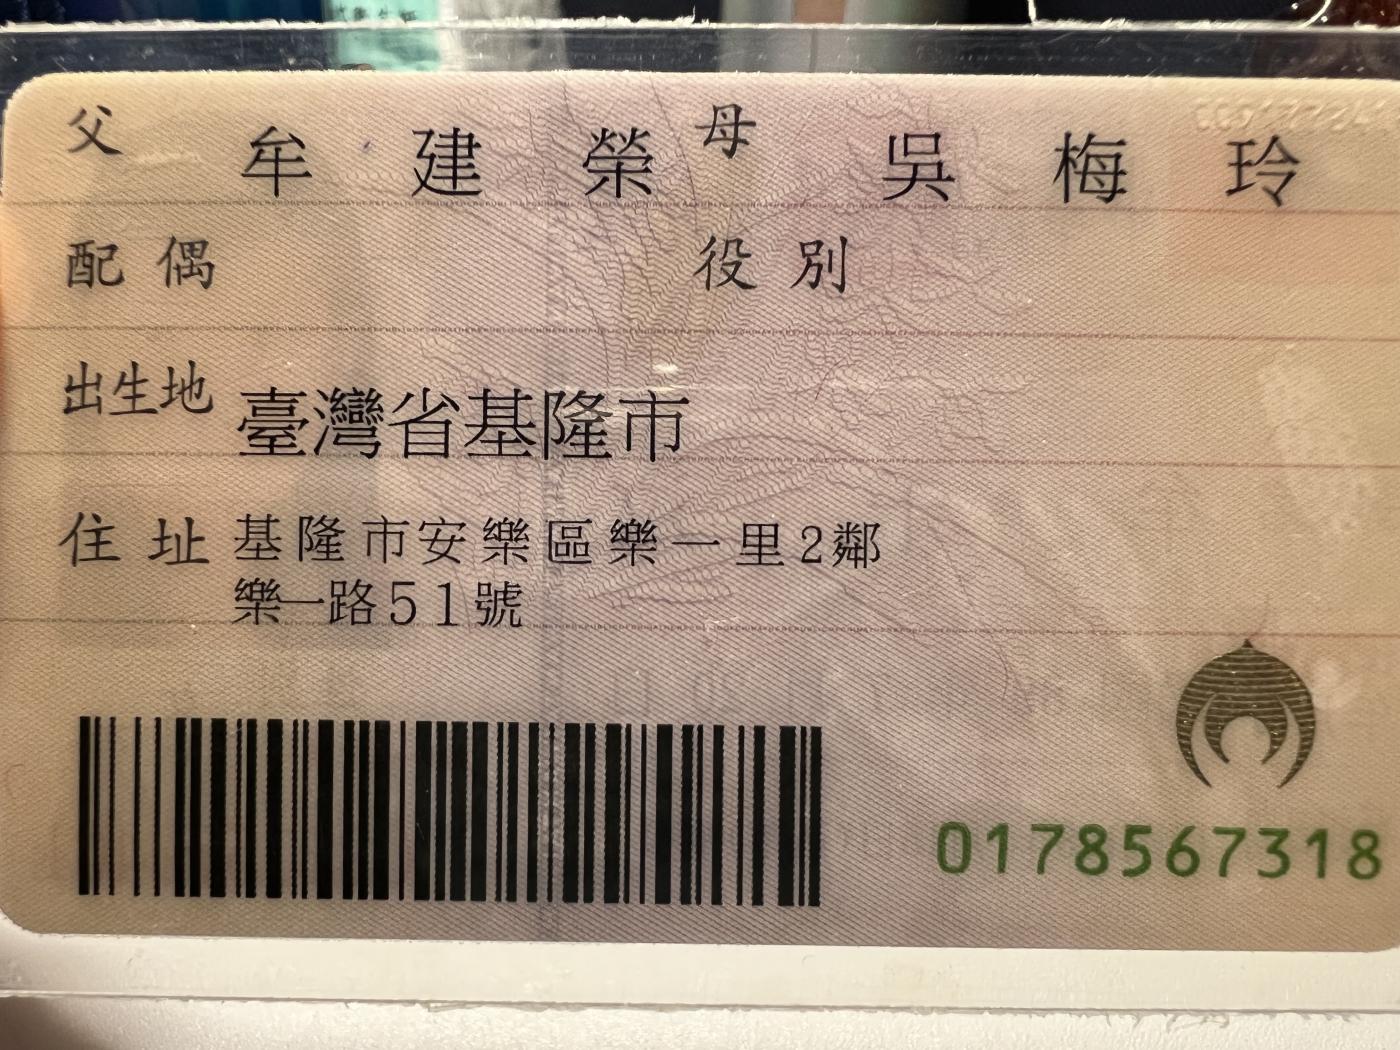 父 牟建榮 母 吳梅玲
配偶 役別
出生地 臺灣省基隆市
住址 基隆市安樂區樂一里2鄰
樂一路51號
0178567318